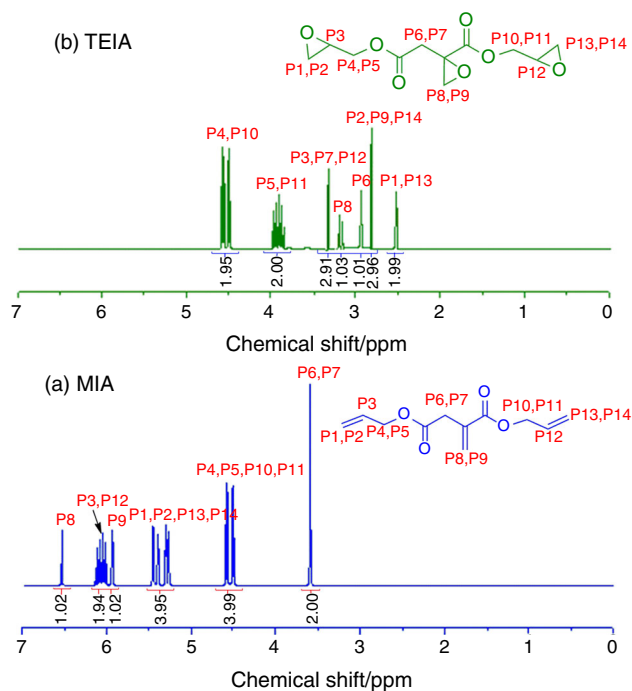 (b) TEIA
O
P3
P1,P2
P4,P5
O
O
P6,P7
O
O
P8,P9
O
P10,P11
P13,P14
P12
O
P4,P10
P5,P11
P2,P9,P14
P3,P7,P12
P8
P6
P1,P13
1.95
2.00
2.91
1.03
1.01
2.96
1.99
7 6 5 4 3 2 1 0
Chemical shift/ppm
(a) MIA
P6,P7
P3
P1,P2
P4,P5
O
O
P6,P7
O
O
P8,P9
P10,P11
P13,P14
P12
P8
P3,P12
P9
P1,P2,P13,P14
P4,P5,P10,P11
1.02
1.94
1.02
3.95
3.99
2.00
7 6 5 4 3 2 1 0
Chemical shift/ppm